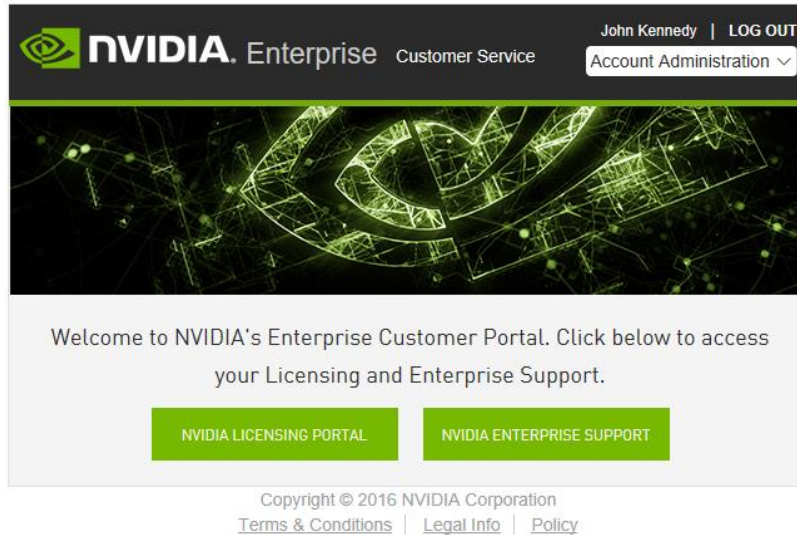 NVIDIA. Enterprise Customer Service
John Kennedy | LOG OUT
Account Administration
Welcome to NVIDIA's Enterprise Customer Portal. Click below to access
your Licensing and Enterprise Support.
NVIDIA LICENSING PORTAL NVIDIA ENTERPRISE SUPPORT
Copyright © 2016 NVIDIA Corporation
Terms & Conditions | Legal Info | Policy